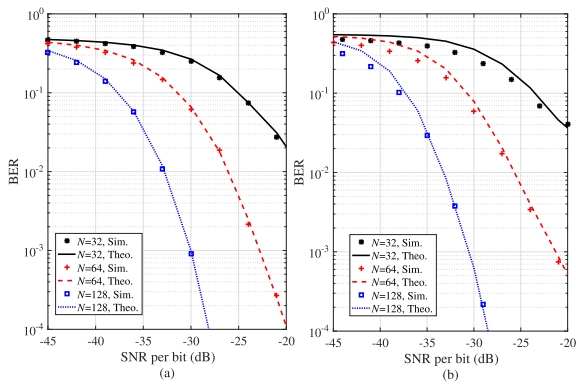 10^0
10^-1
10^-2
10^-3
10^-4
BER
N=32, Sim.
N=32, Theo.
N=64, Sim.
N=64, Theo.
N=128, Sim.
N=128, Theo.
-45 -40 -35 -30 -25 -20
SNR per bit (dB)
(a)
10^0
10^-1
10^-2
10^-3
10^-4
BER
N=32, Sim.
N=32, Theo.
N=64, Sim.
N=64, Theo.
N=128, Sim.
N=128, Theo.
-45 -40 -35 -30 -25 -20
SNR per bit (dB)
(b)